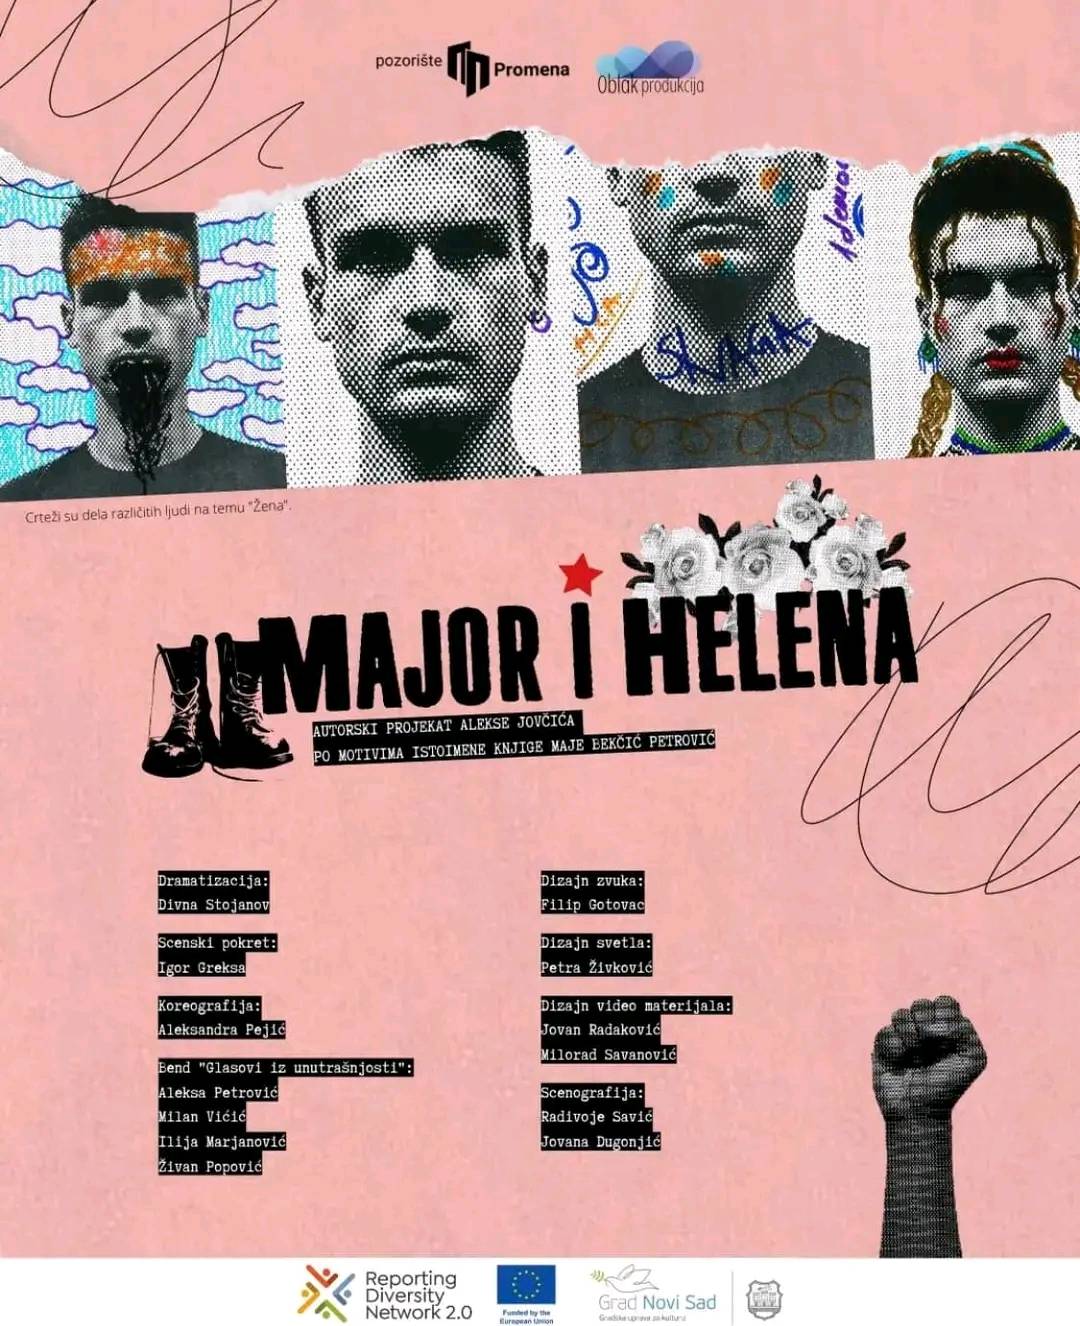 pozorište Promena
Oblak produkcija
SNAGA
Crteži su dela različitih ljudi na temu "Žena".
MAJOR i HELENA
AUTORSKI PROJEKAT ALEKSE JOVČIĆA
PO MOTIVIMA ISTOIMENE KNJIGE MAJE BEKČIĆ PETROVIĆ
Dramatizacija:
Divna Stojanov
Scenski pokret:
Igor Greksa
Koreografija:
Aleksandra Pejić
Bend "Glasovi iz unutrašnjosti":
Aleksa Petrović
Milan Vićić
Ilija Marjanović
Živan Popović
Dizajn zvuka:
Filip Gotovac
Dizajn svetla:
Petra Živković
Dizajn video materijala:
Jovan Radaković
Milorad Savanović
Scenografija:
Radivoje Savić
Jovana Dugonjić
Reporting
Diversity
Network 2.0
Funded by the
European Union
Grad Novi Sad
Gradska uprava za kulturu